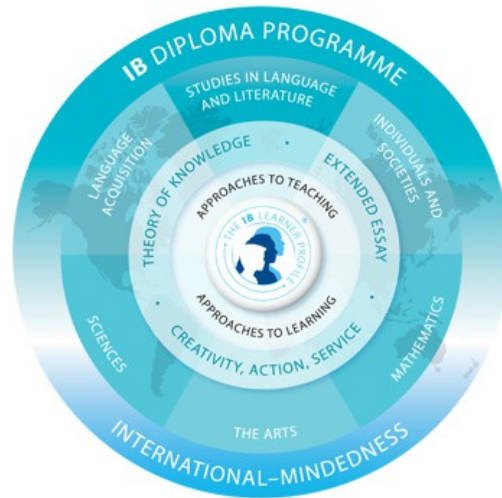 IB DIPLOMA PROGRAMME
STUDIES IN LANGUAGE
AND LITERATURE
LANGUAGE
ACQUISITION
INDIVIDUALS AND
SOCIETIES
THEORY OF KNOWLEDGE
EXTENDED ESSAY
APPROACHES TO TEACHING
THE IB LEARNER PROFILE
®
APPROACHES TO LEARNING
CREATIVITY, ACTION, SERVICE
SCIENCES
MATHEMATICS
THE ARTS
INTERNATIONAL–MINDEDNESS